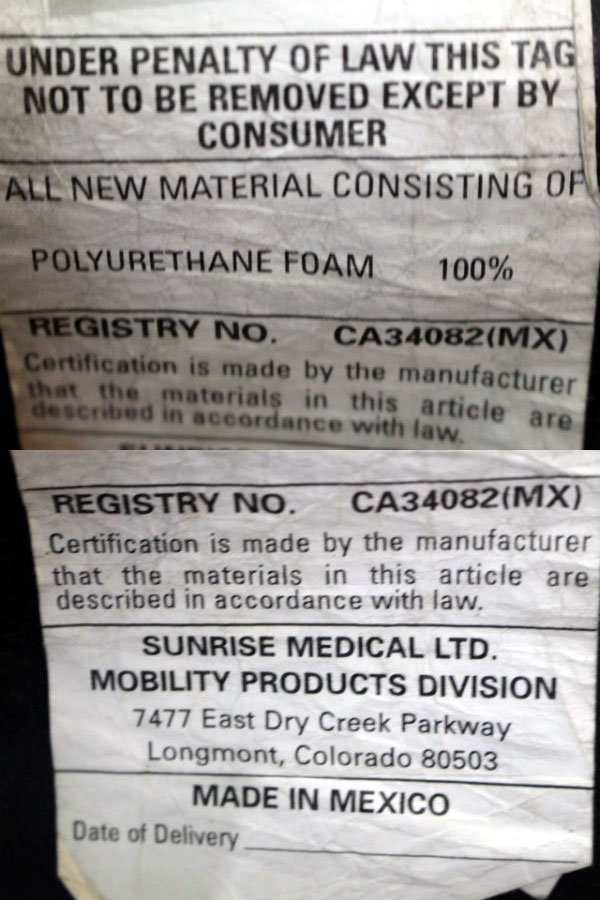 UNDER PENALTY OF LAW THIS TAG
NOT TO BE REMOVED EXCEPT BY
CONSUMER
ALL NEW MATERIAL CONSISTING OF
POLYURETHANE FOAM 100%
REGISTRY NO. CA34082(MX)
Certification is made by the manufacturer
that the materials in this article are
described in accordance with law.
REGISTRY NO. CA34082(MX)
Certification is made by the manufacturer
that the materials in this article are
described in accordance with law.
SUNRISE MEDICAL LTD.
MOBILITY PRODUCTS DIVISION
7477 East Dry Creek Parkway
Longmont, Colorado 80503
MADE IN MEXICO
Date of Delivery